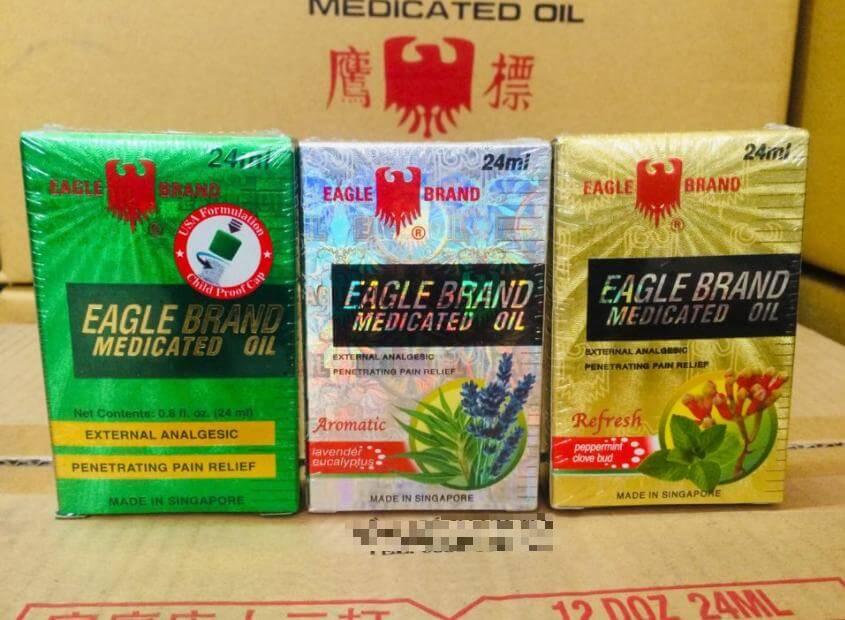 MEDICATED OIL
鷹 標
24ml
EAGLE BRAND
USA Formulation
Child Proof Cap
EAGLE BRAND
MEDICATED OIL
Net Contents: 0.8 fl. oz. (24 ml)
EXTERNAL ANALGESIC
PENETRATING PAIN RELIEF
MADE IN SINGAPORE
24ml
EAGLE BRAND
®
EAGLE BRAND
MEDICATED OIL
EXTERNAL ANALGESIC
PENETRATING PAIN RELIEF
Aromatic
lavender
eucalyptus
MADE IN SINGAPORE
24ml
EAGLE BRAND
®
EAGLE BRAND
MEDICATED OIL
EXTERNAL ANALGESIC
PENETRATING PAIN RELIEF
Refresh
peppermint
clove bud
MADE IN SINGAPORE
12 DOZ 24ML